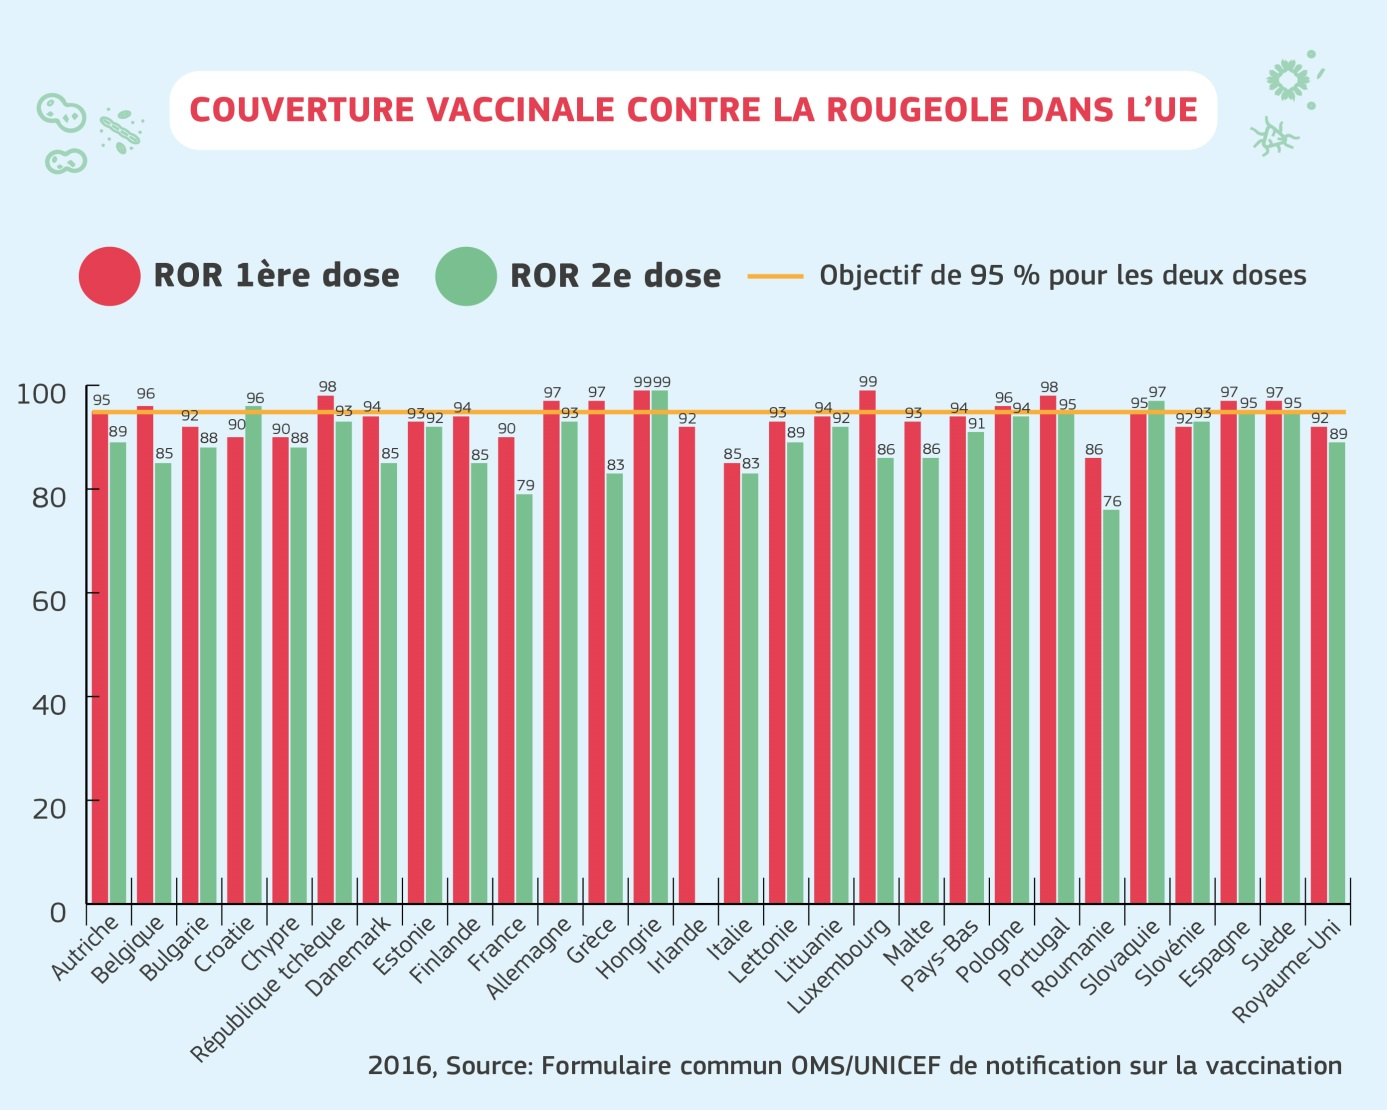 COUVERTURE VACCINALE CONTRE LA ROUGEOLE DANS L’UE
ROR 1ère dose
ROR 2e dose
Objectif de 95 % pour les deux doses
100
80
60
40
20
0
95 89
96 85
92 88
90 96
90 88
98 93
94 85
93 92
94 85
90 79
97 93
97 83
99 99
92
85 83
93 89
94 92
99 86
93 86
94 91
96 94
98 95
86 76
95 97
92 93
97 95
97 95
92 89
Autriche
Belgique
Bulgarie
Croatie
Chypre
République tchèque
Danemark
Estonie
Finlande
France
Allemagne
Grèce
Hongrie
Irlande
Italie
Lettonie
Lituanie
Luxembourg
Malte
Pays-Bas
Pologne
Portugal
Roumanie
Slovaquie
Slovénie
Espagne
Suède
Royaume-Uni
2016, Source: Formulaire commun OMS/UNICEF de notification sur la vaccination